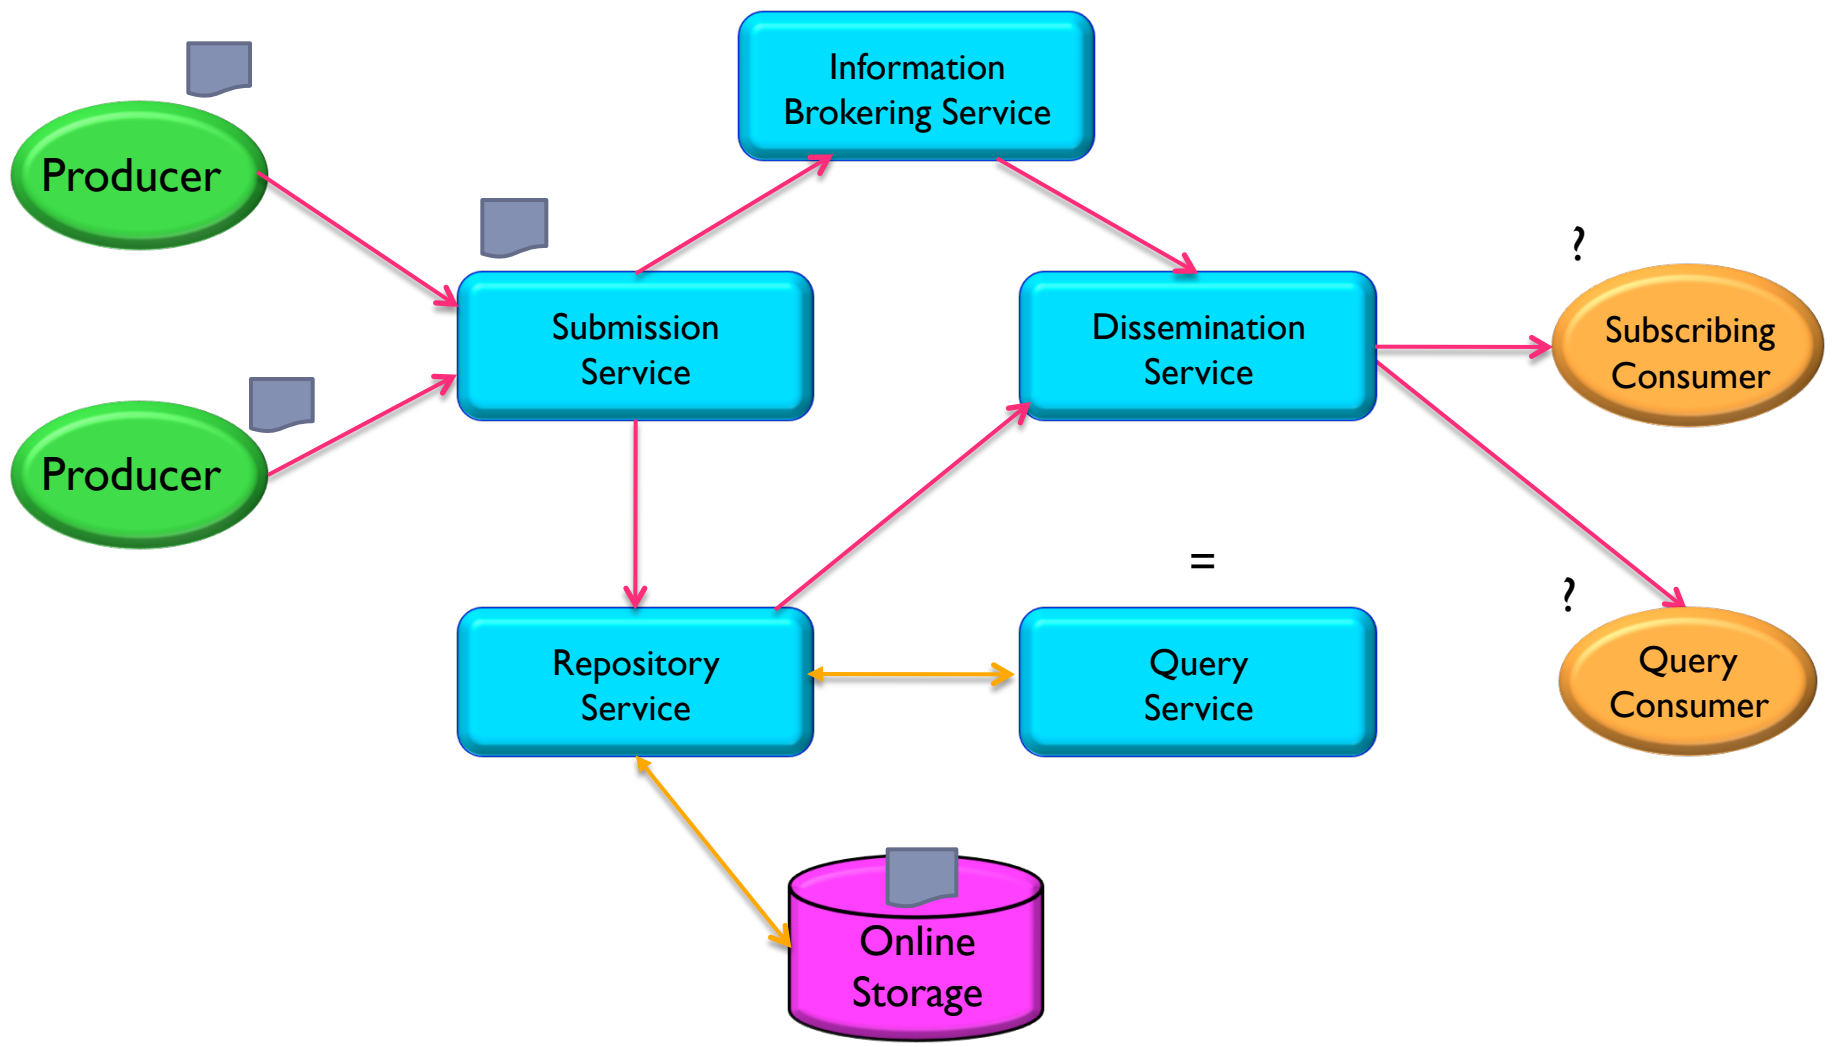 Information
Brokering Service
Producer
Submission
Service
Dissemination
Service
?
Subscribing
Consumer
Producer
=
?
Repository
Service
Query
Service
Query
Consumer
Online
Storage